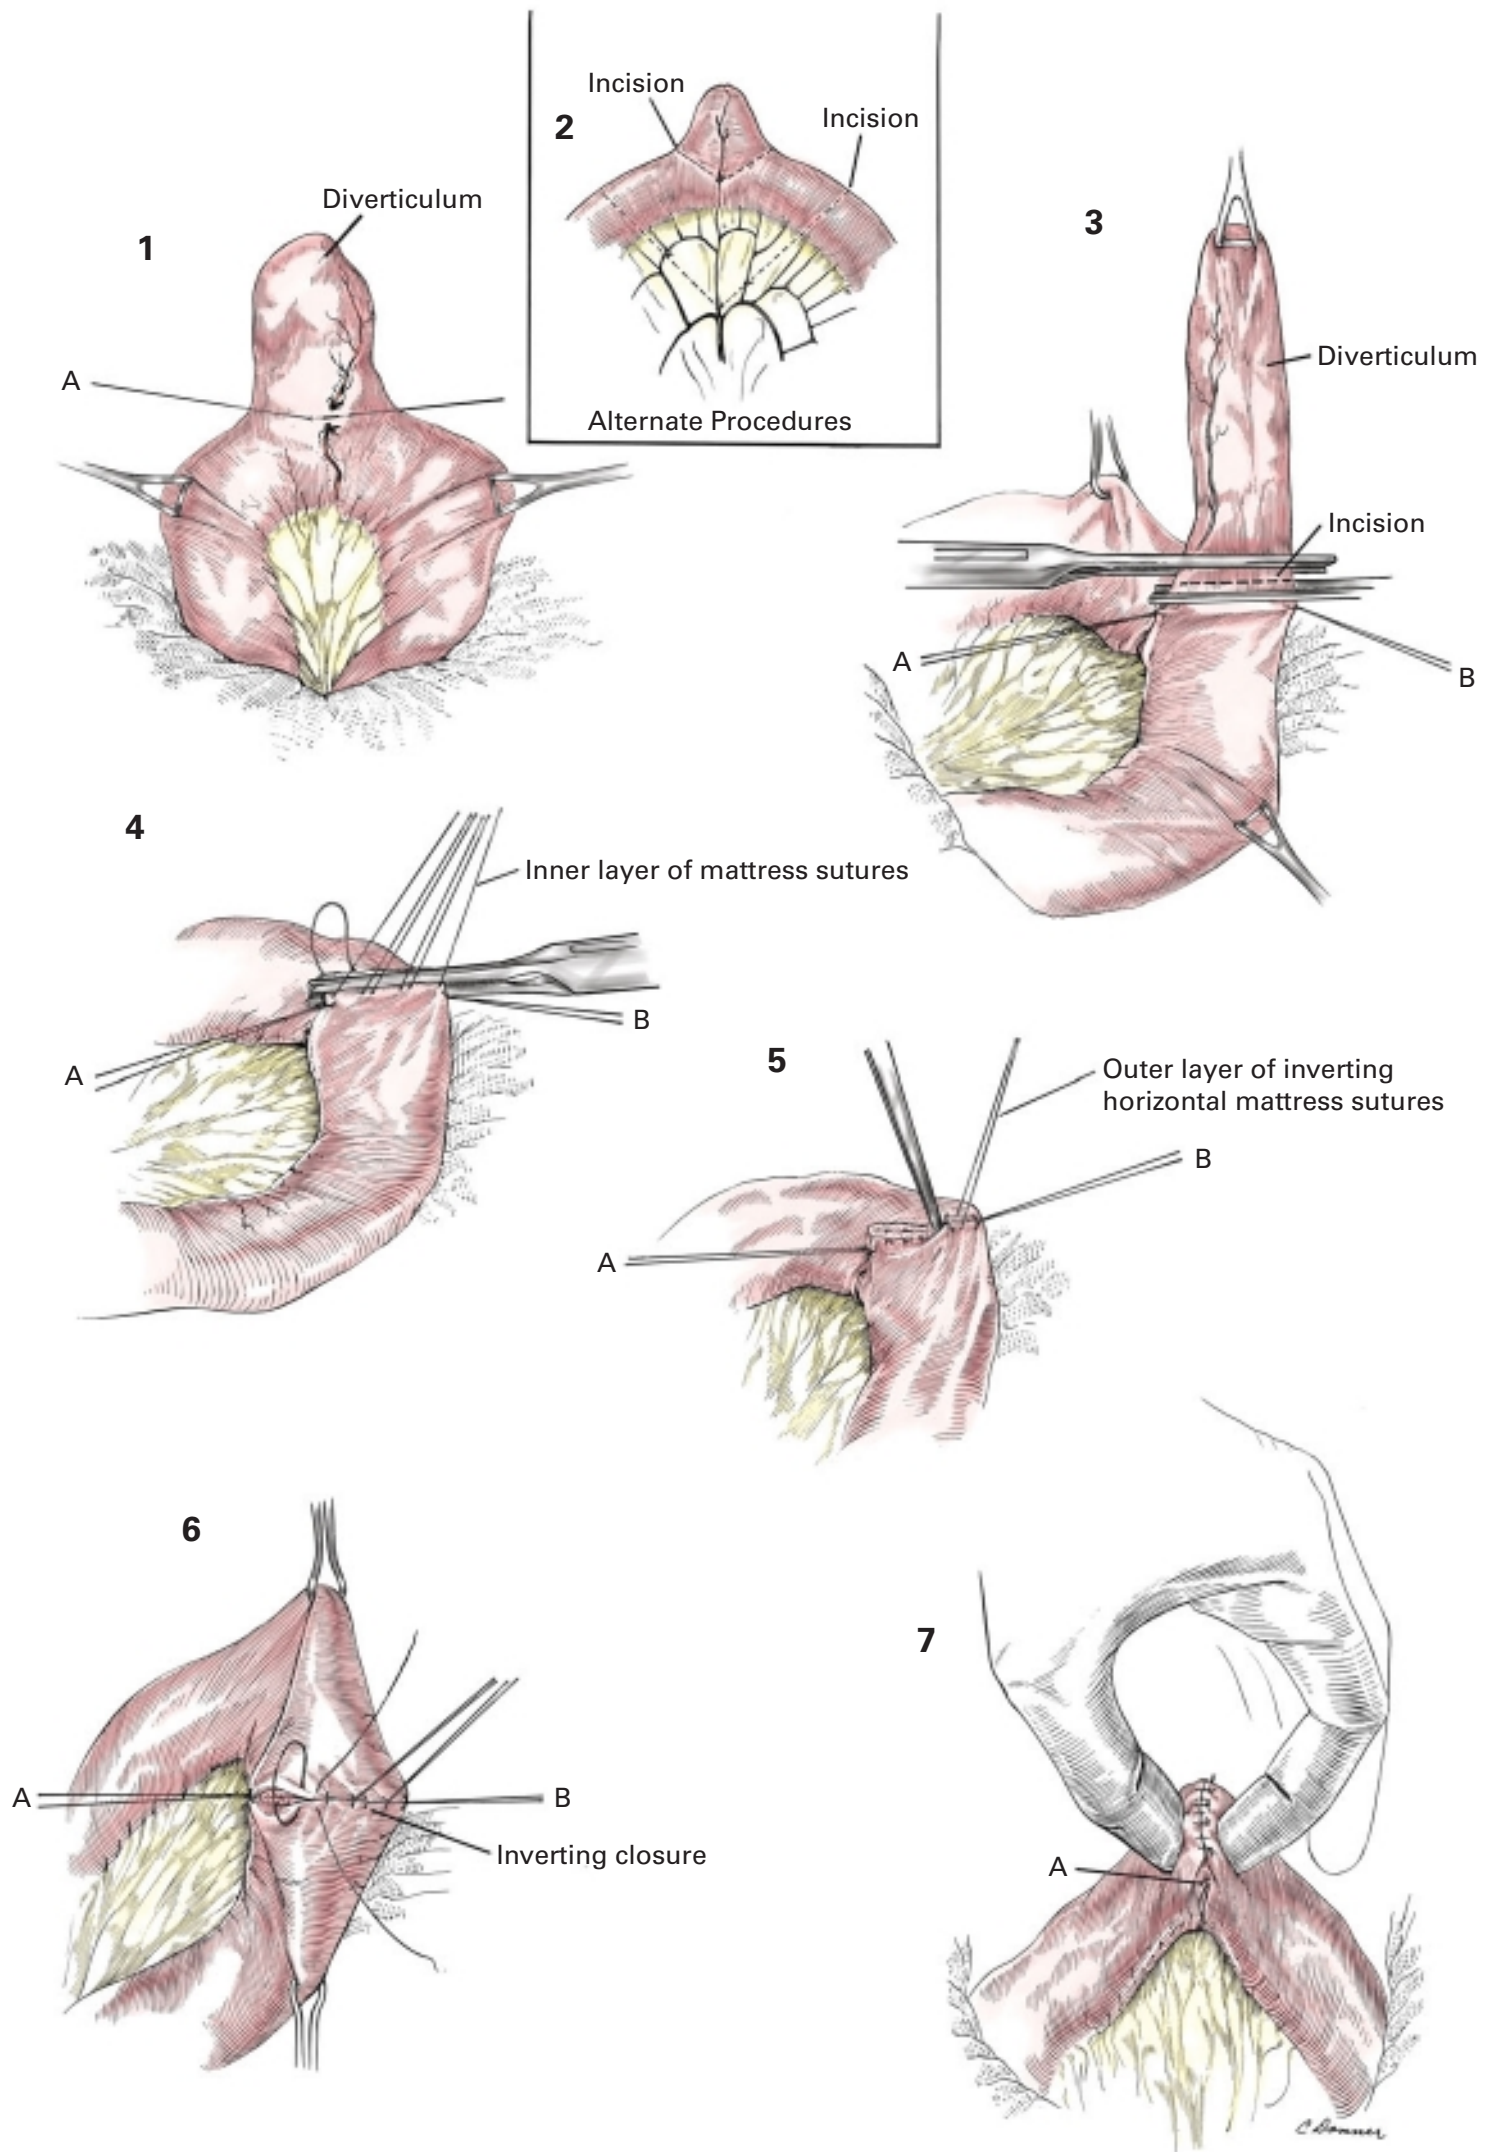 1
Diverticulum
A
2
Incision
Incision
Alternate Procedures
3
Diverticulum
Incision
A
B
4
Inner layer of mattress sutures
B
A
5
Outer layer of inverting
horizontal mattress sutures
B
A
6
A
B
Inverting closure
7
A
C Donner